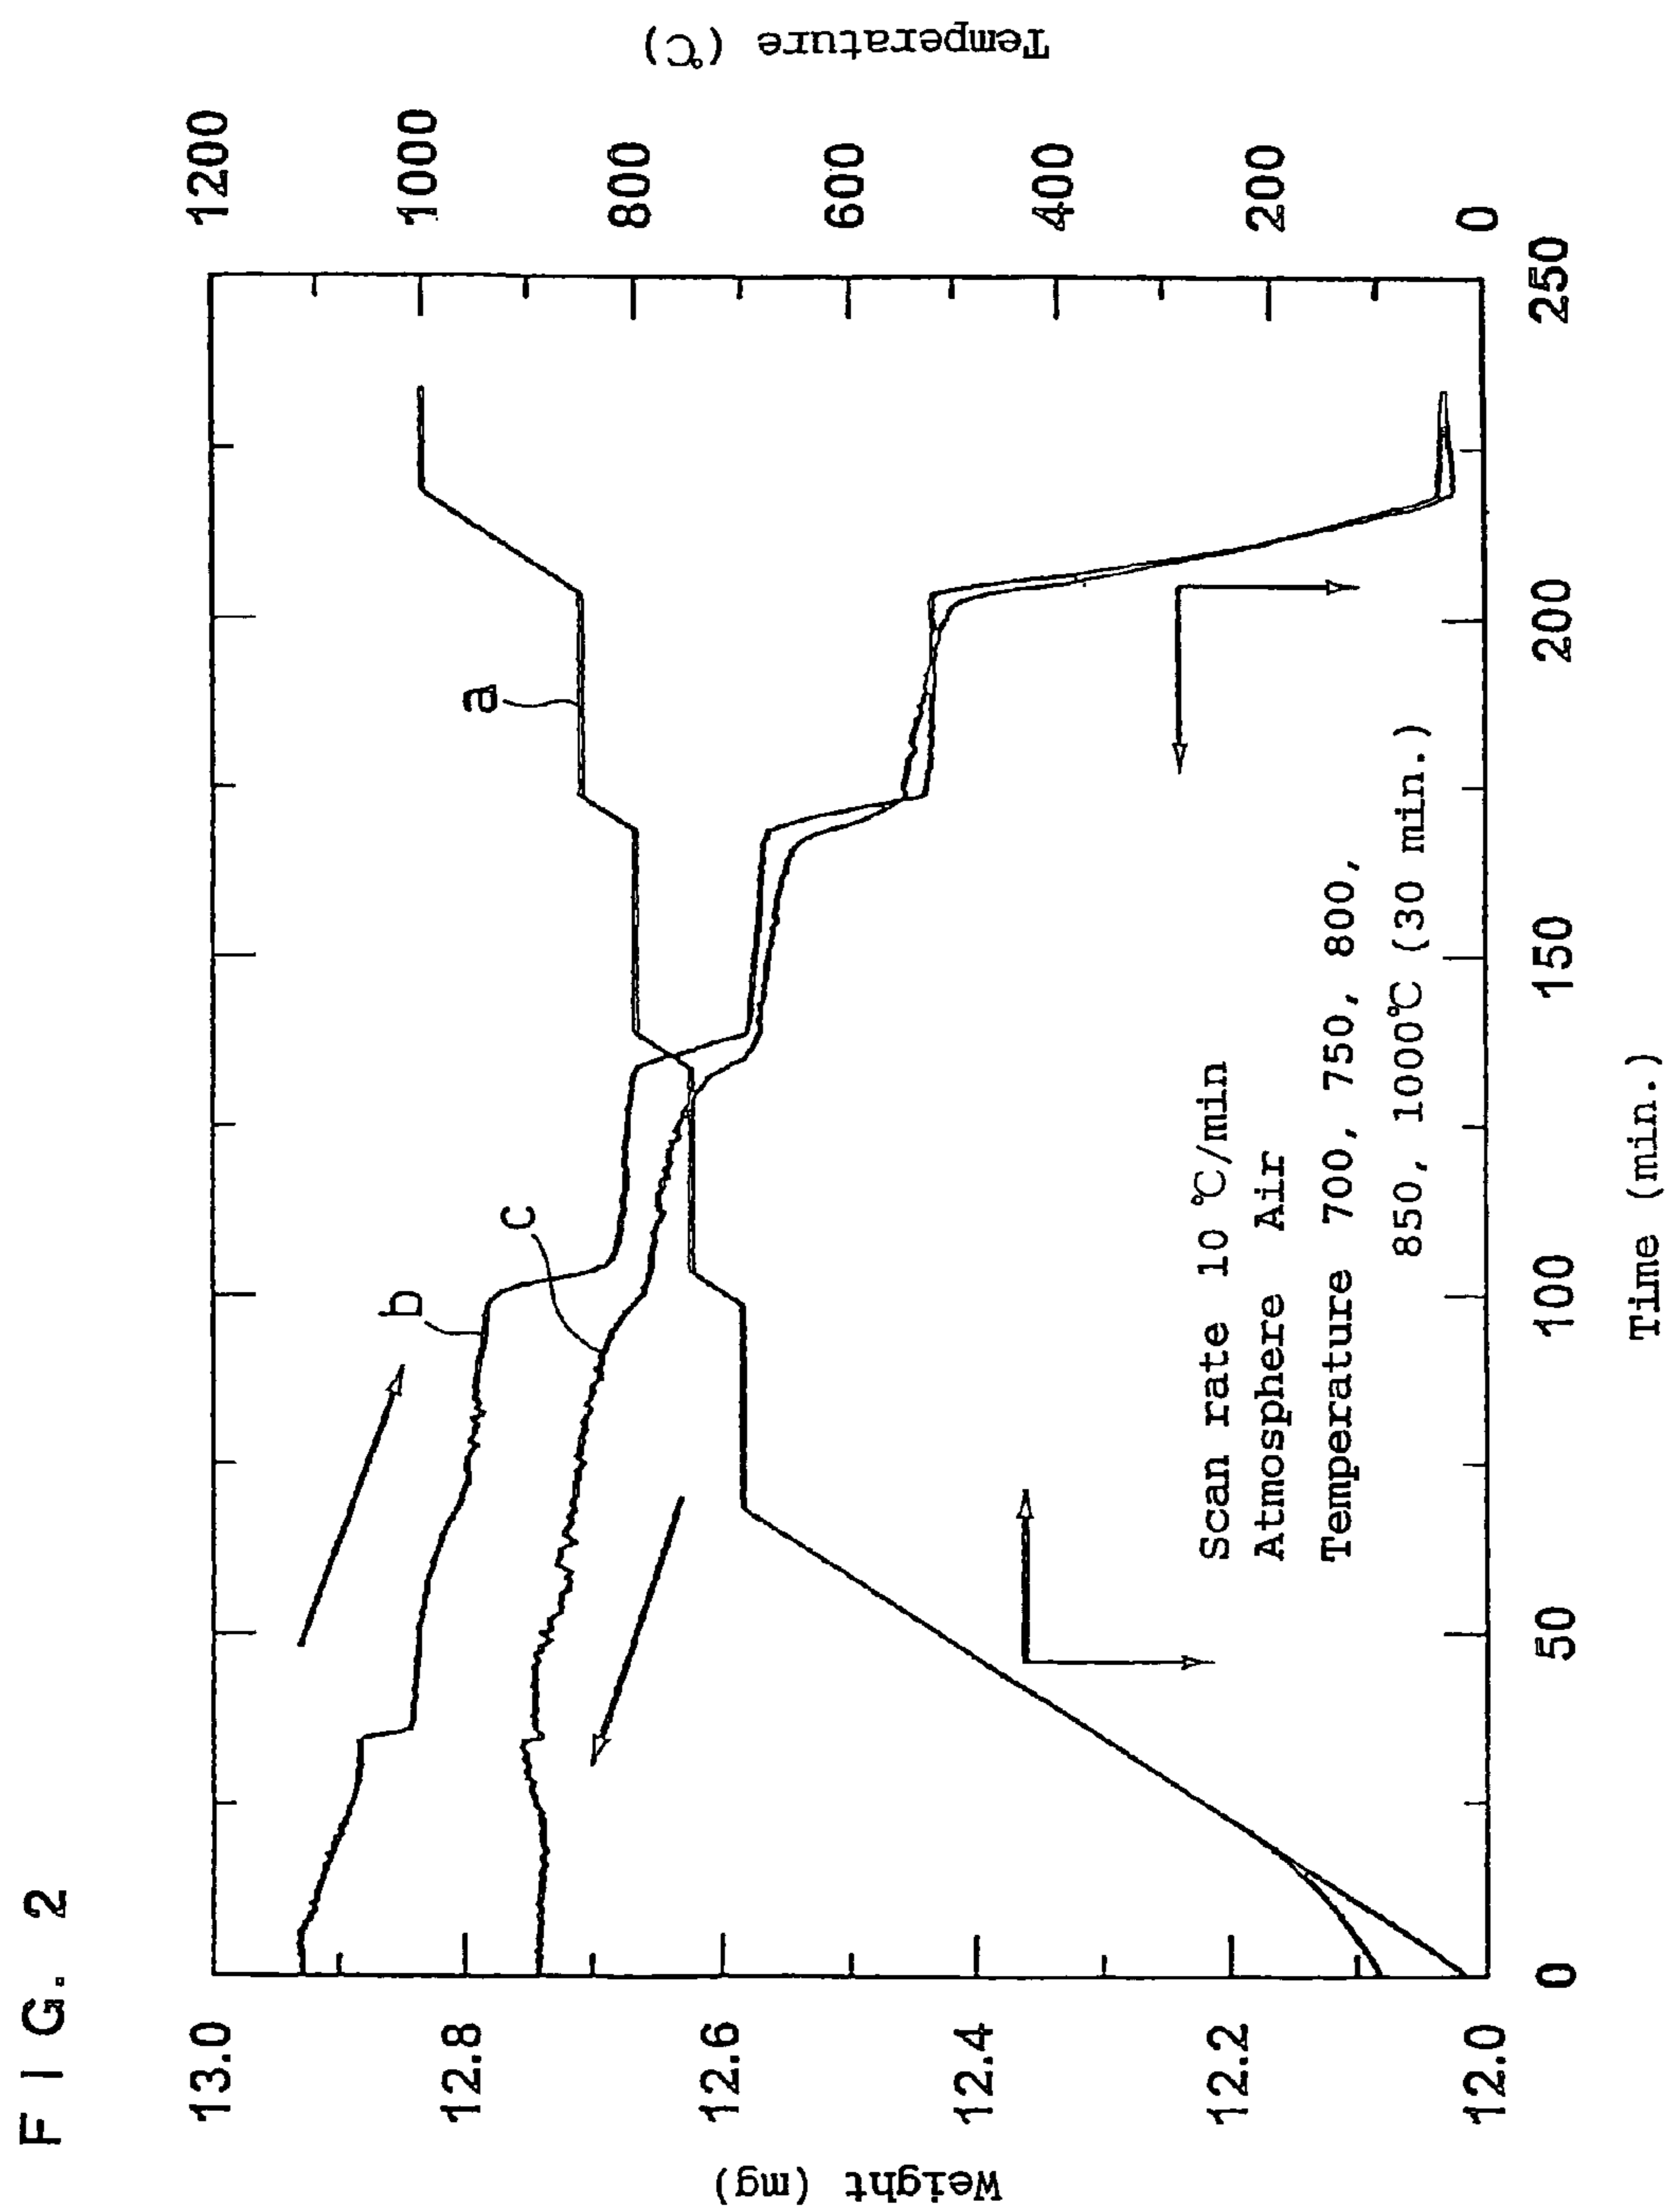 FIG. 2
Weight (mg)
13.0
12.8
12.6
12.4
12.2
12.0
Temperature (℃)
1200
1000
800
600
400
200
0
0
50
100
150
200
250
Time (min.)
a
b
c
Scan rate 10℃/min
Atmosphere Air
Temperature 700, 750, 800,
850, 1000℃ (30 min.)